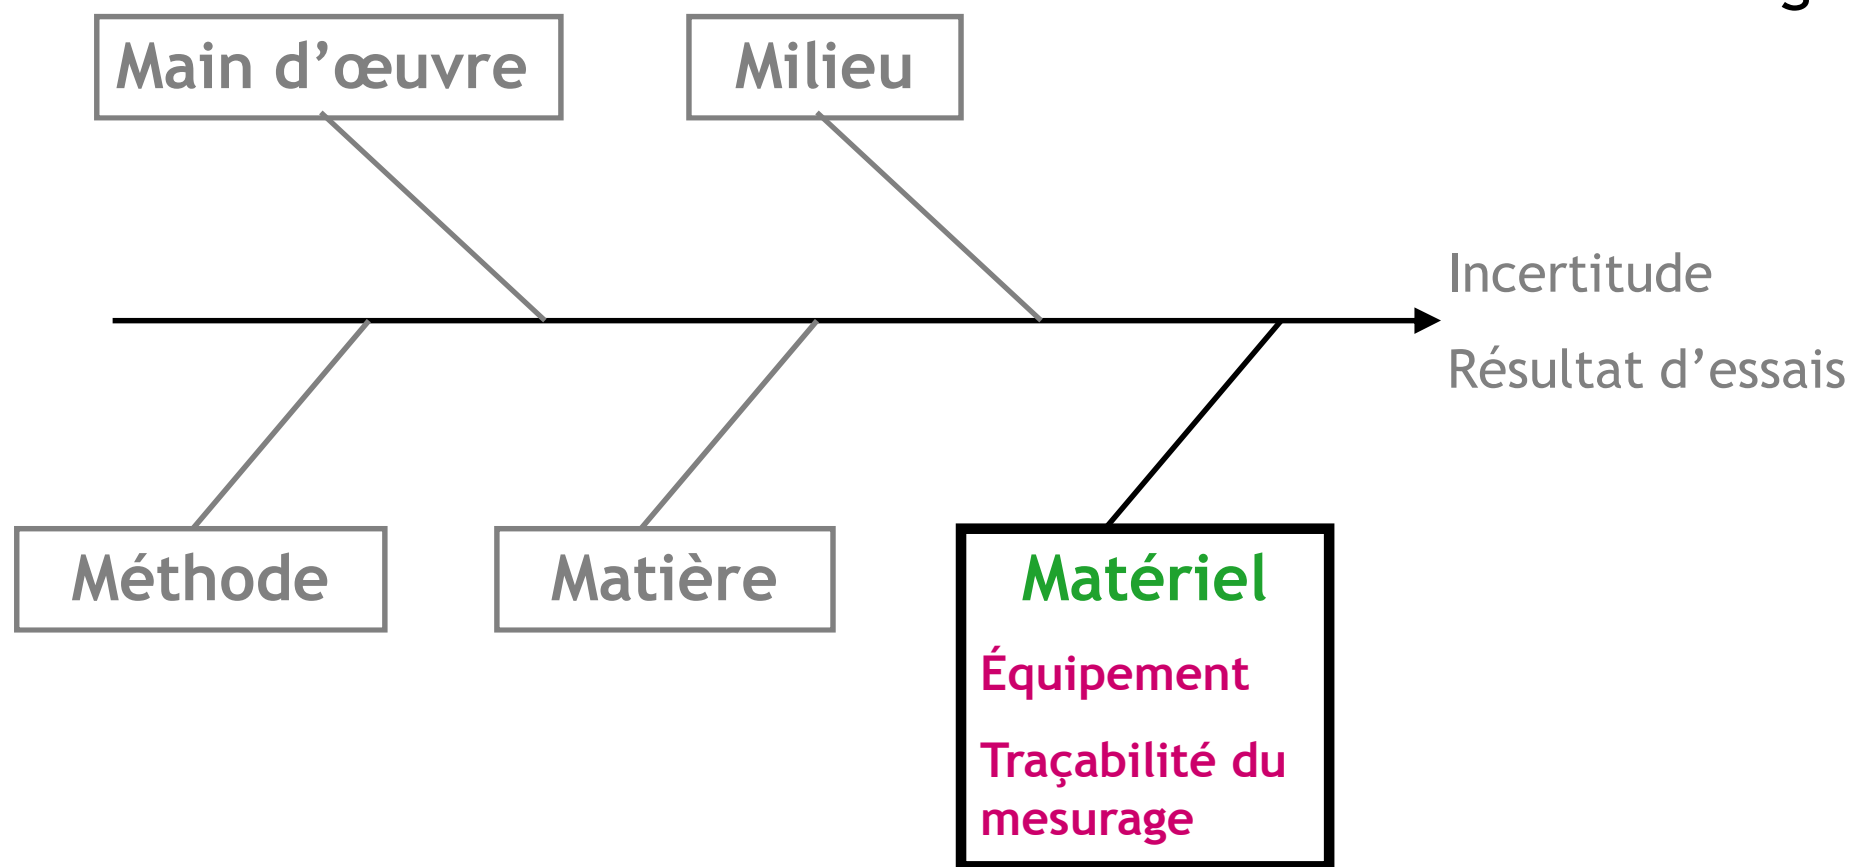 Main d’œuvre
Milieu
Incertitude
Résultat d’essais
Méthode
Matière
Matériel
Équipement
Traçabilité du
mesurage